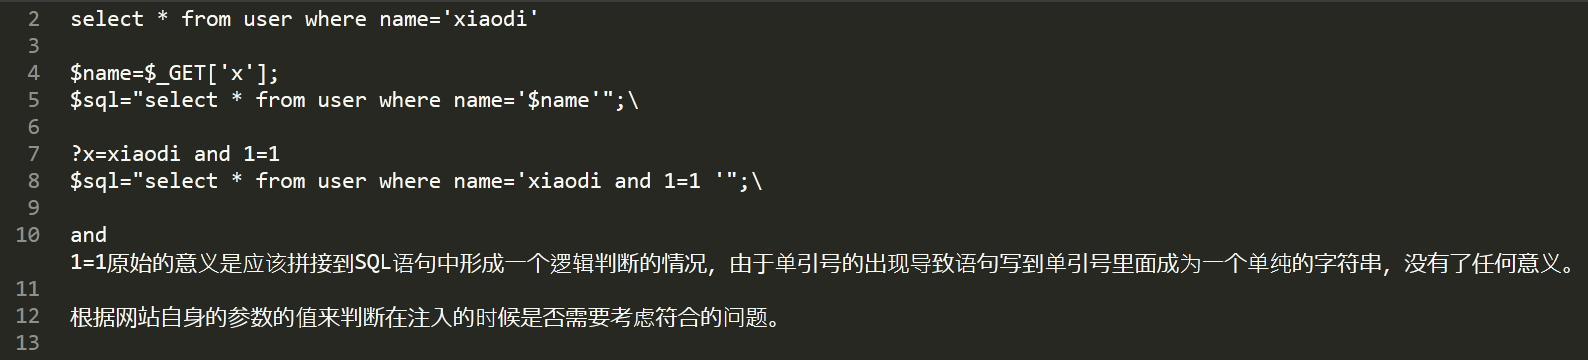 2 select * from user where name='xiaodi'
3
4 $name=$_GET['x'];
5 $sql="select * from user where name='$name'";\
6
7 ?x=xiaodi and 1=1
8 $sql="select * from user where name='xiaodi and 1=1 '";\
9
10 and
1=1原始的意义是应该拼接到SQL语句中形成一个逻辑判断的情况，由于单引号的出现导致语句写到单引号里面成为一个单纯的字符串，没有了任何意义。
11
12 根据网站自身的参数的值来判断在注入的时候是否需要考虑符合的问题。
13